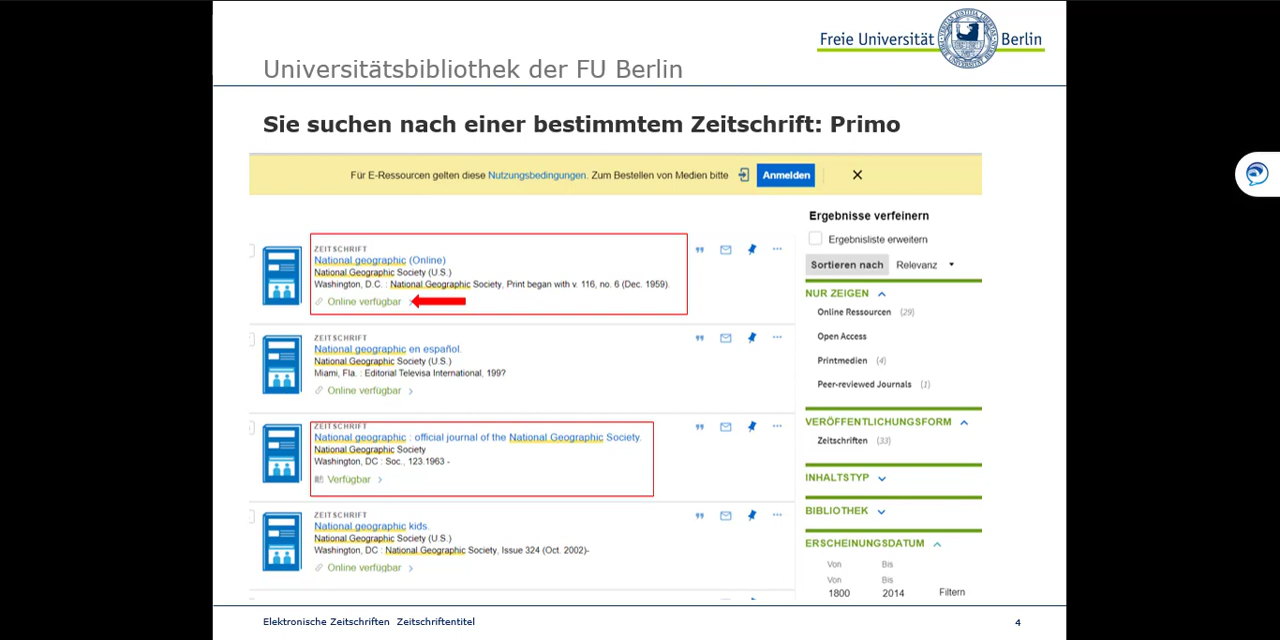 Freie Universität Berlin
Universitätsbibliothek der FU Berlin
Sie suchen nach einer bestimmtem Zeitschrift: Primo
Für E-Ressourcen gelten diese Nutzungsbedingungen. Zum Bestellen von Medien bitte Anmelden
ZEITSCHRIFT
National geographic (Online)
National Geographic Society (U.S.)
Washington, D.C. : National Geographic Society, Print began with v. 116, no. 6 (Dec. 1959).
Online verfügbar
ZEITSCHRIFT
National geographic en español.
National Geographic Society (U.S.)
Miami, Fla. : Editorial Televisa International, 199?
Online verfügbar
ZEITSCHRIFT
National geographic : official journal of the National Geographic Society.
National Geographic Society
Washington, DC : Soc., 123.1963 -
Verfügbar
ZEITSCHRIFT
National geographic kids.
National Geographic Society (U.S.)
Washington, DC : National Geographic Society, Issue 324 (Oct. 2002)-
Online verfügbar
Ergebnisse verfeinern
Ergebnisliste erweitern
Sortieren nach Relevanz
NUR ZEIGEN
Online Ressourcen (29)
Open Access
Printmedien (4)
Peer-reviewed Journals (1)
VERÖFFENTLICHUNGSFORM
Zeitschriften (33)
INHALTSTYP
BIBLIOTHEK
ERSCHEINUNGSDATUM
Von Bis
Von Bis
1800 2014 Filtern
Elektronische Zeitschriften Zeitschriftentitel
4